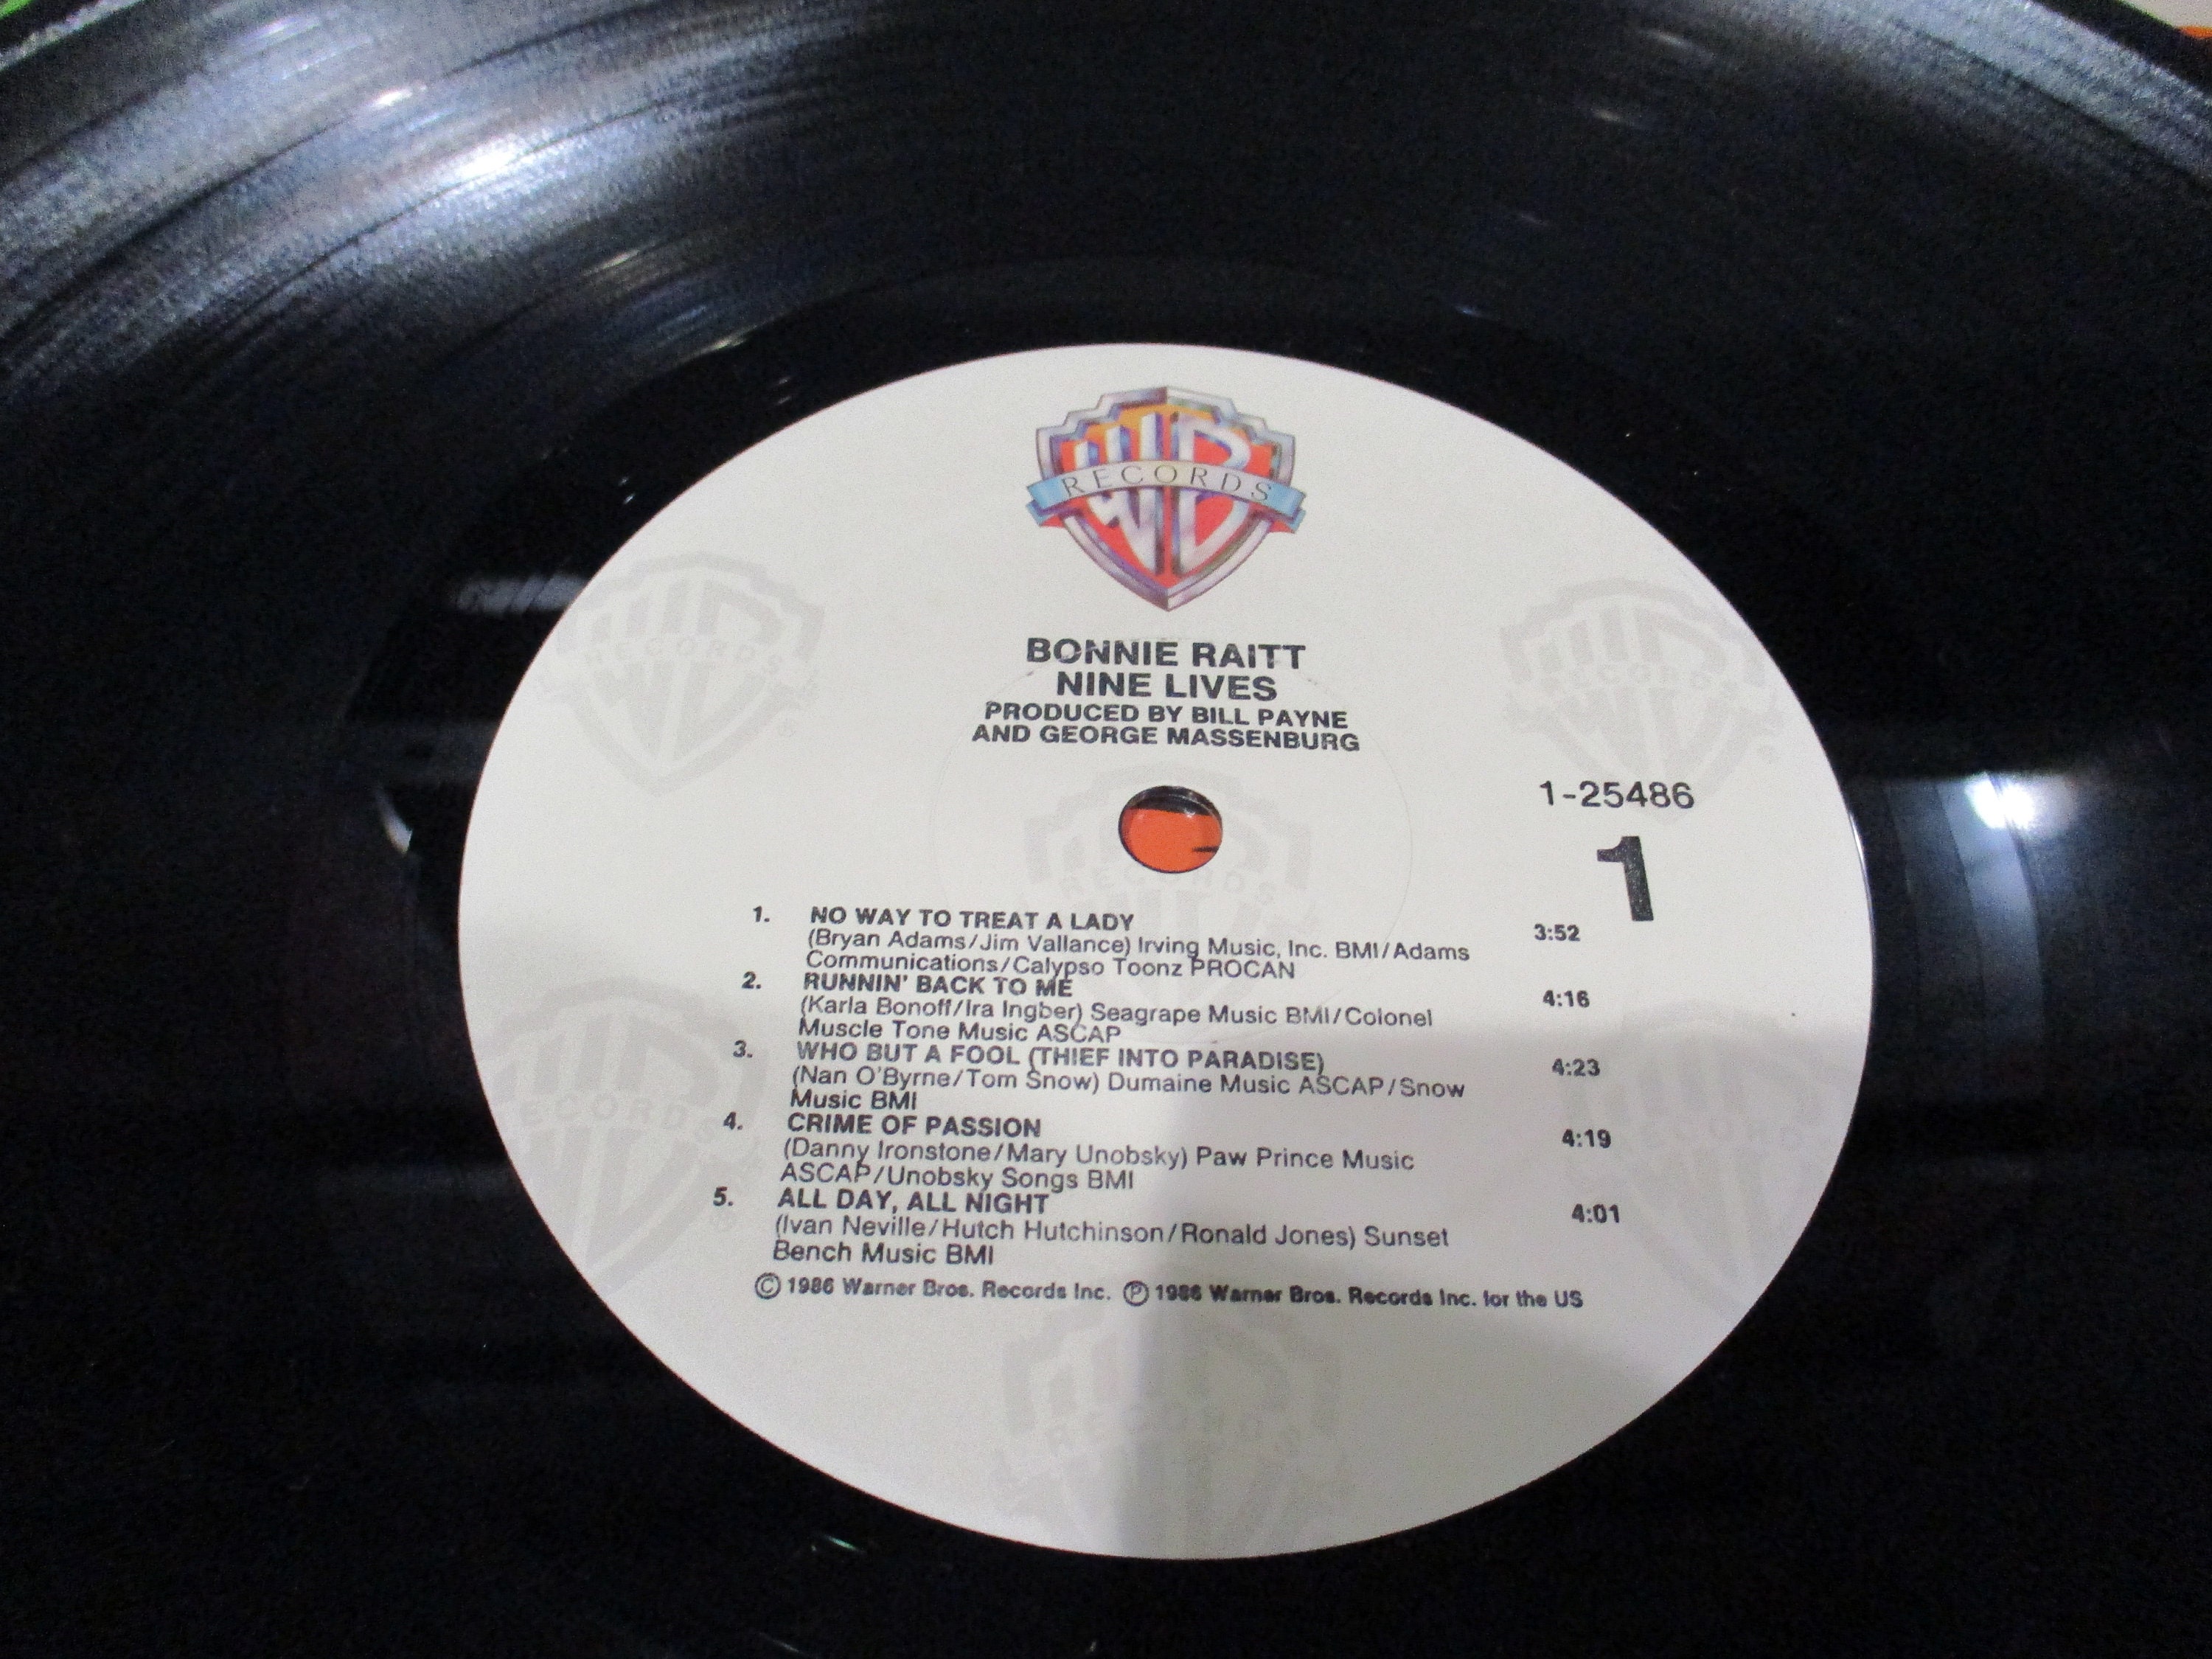 WB
RECORDS
BONNIE RAITT
NINE LIVES
PRODUCED BY BILL PAYNE
AND GEORGE MASSENBURG
1-25486
1
1. NO WAY TO TREAT A LADY 3:52
(Bryan Adams/Jim Vallance) Irving Music, Inc. BMI/Adams
Communications/Calypso Toonz PROCAN
2. RUNNIN' BACK TO ME 4:16
(Karla Bonoff/Ira Ingber) Seagrape Music BMI/Colonel
Muscle Tone Music ASCAP
3. WHO BUT A FOOL (THIEF INTO PARADISE) 4:23
(Nan O'Byrne/Tom Snow) Dumaine Music ASCAP/Snow
Music BMI
4. CRIME OF PASSION 4:19
(Danny Ironstone/Mary Unobsky) Paw Prince Music
ASCAP/Unobsky Songs BMI
5. ALL DAY, ALL NIGHT 4:01
(Ivan Neville/Hutch Hutchinson/Ronald Jones) Sunset
Bench Music BMI
© 1986 Warner Bros. Records Inc. ℗ 1986 Warner Bros. Records Inc. for the US